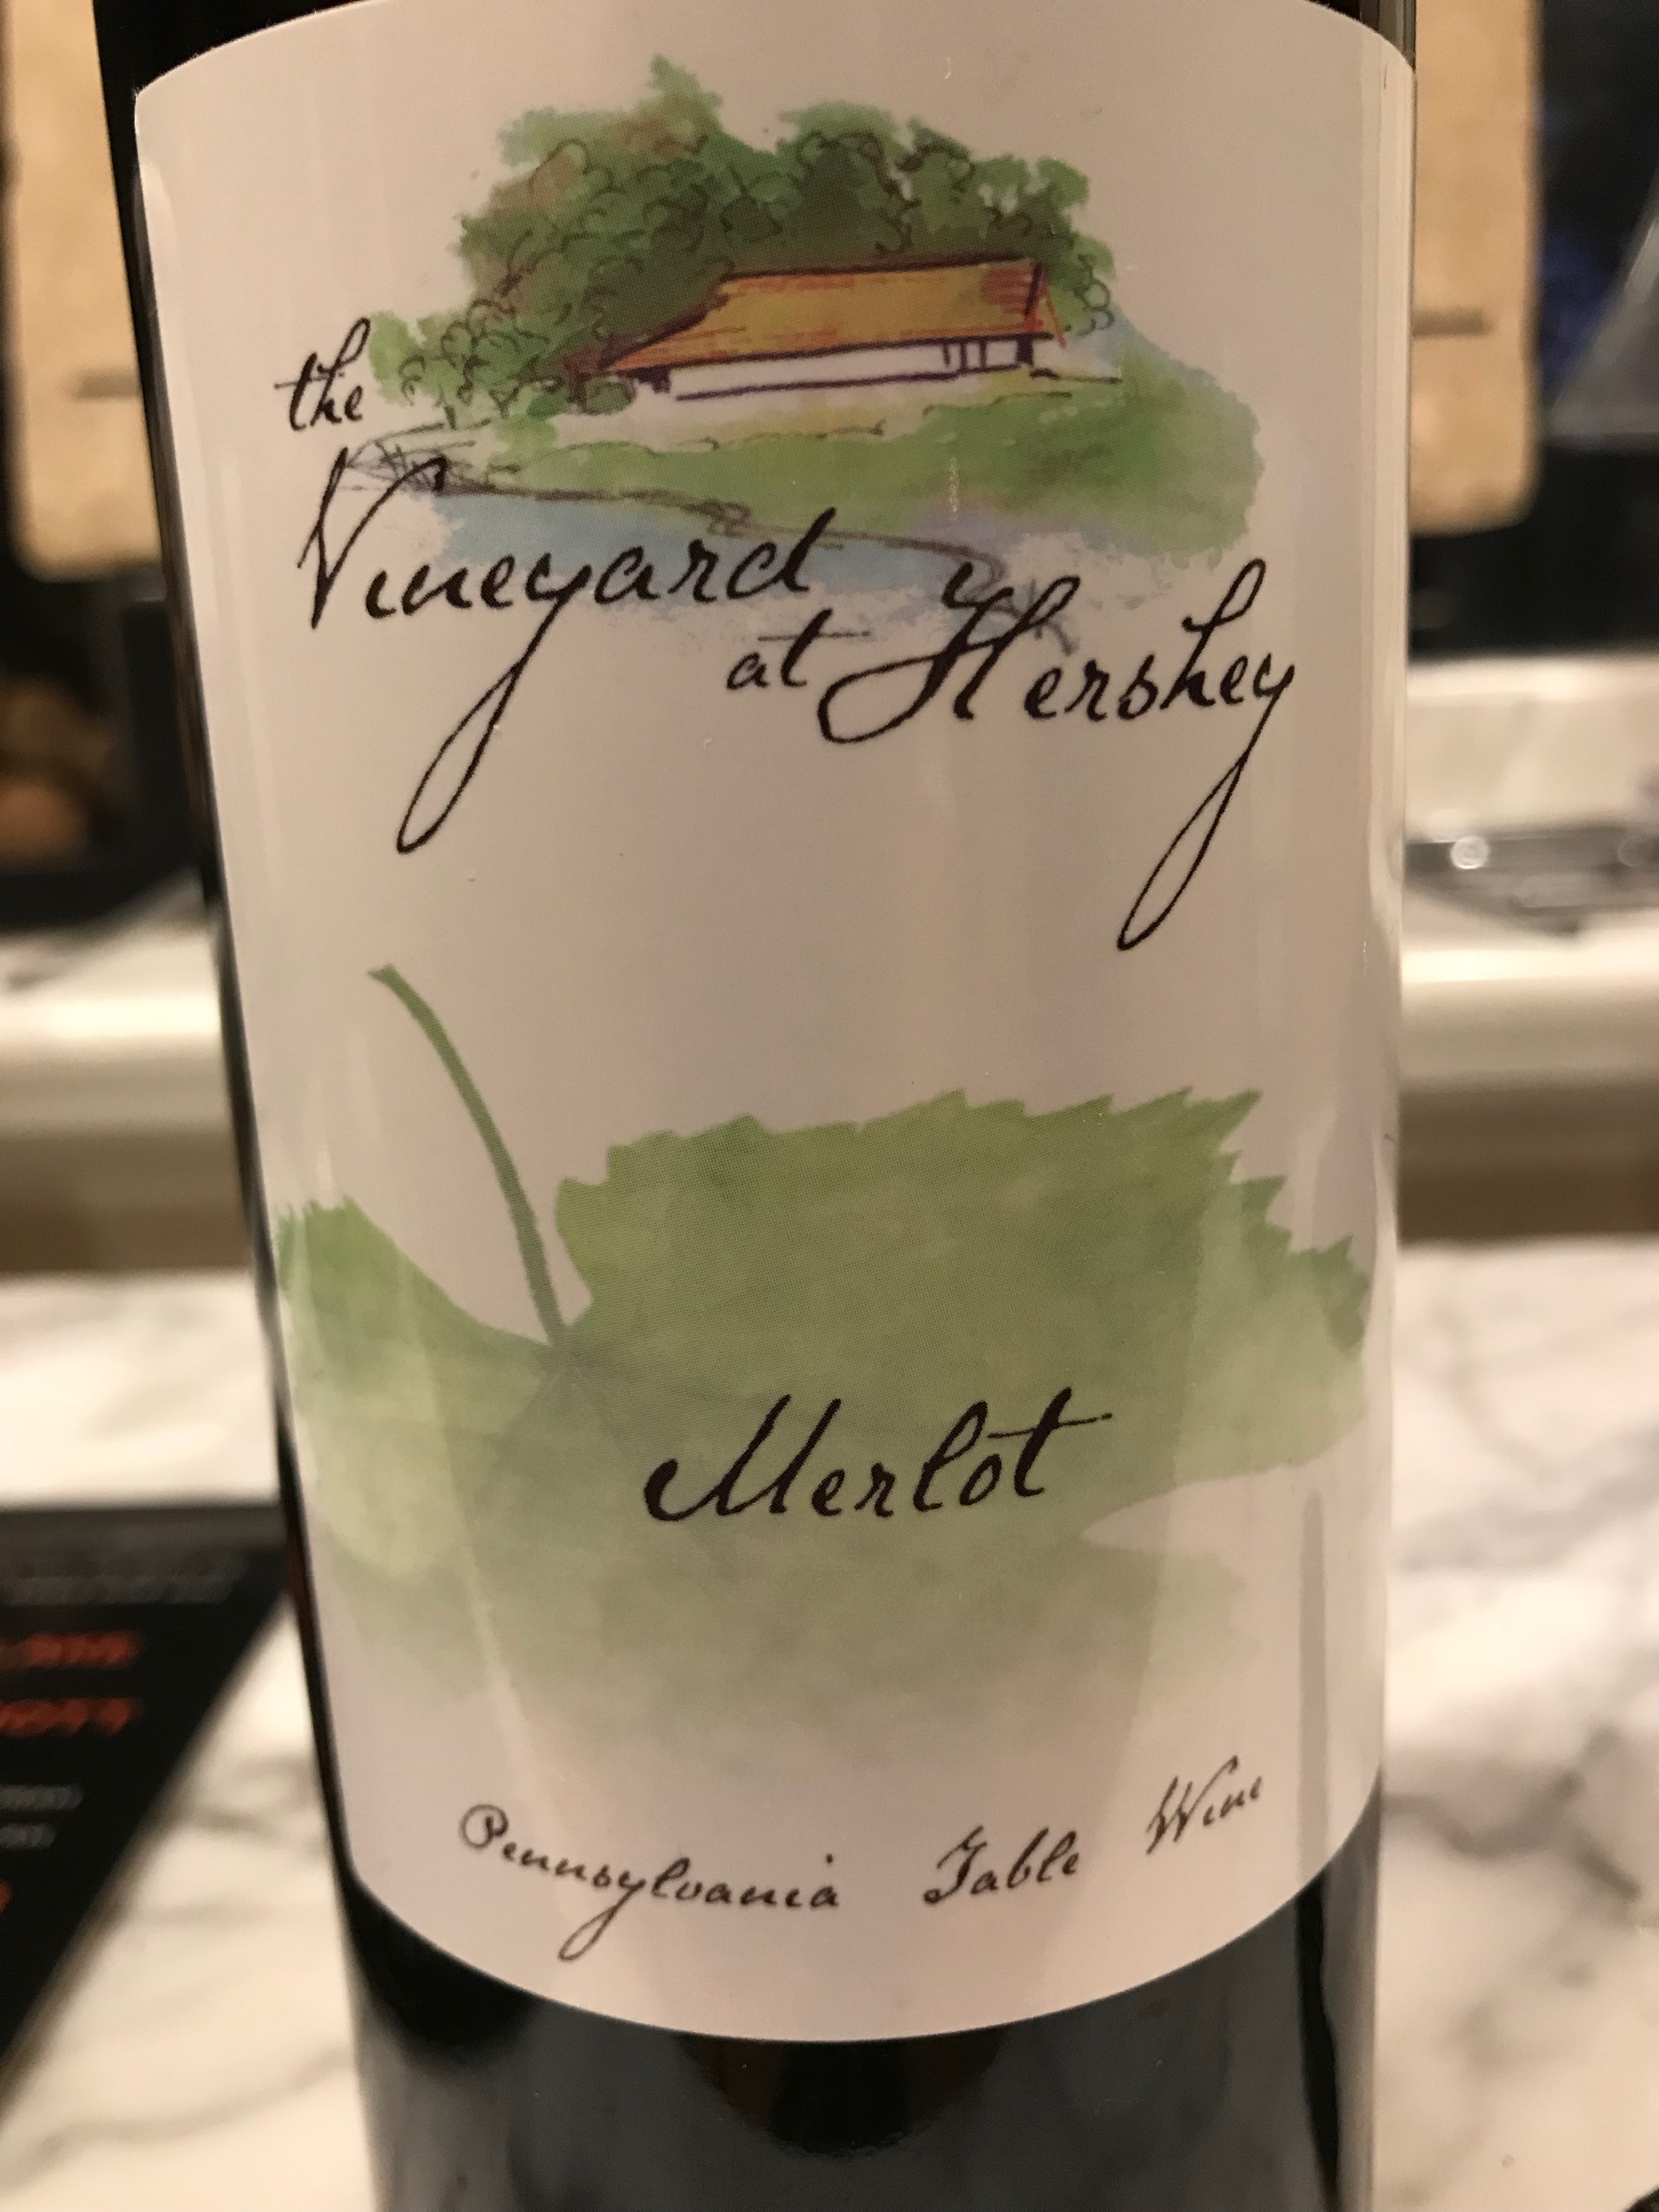 the
Vineyard
at Hershey
Merlot
Pennsylvania Table Wine